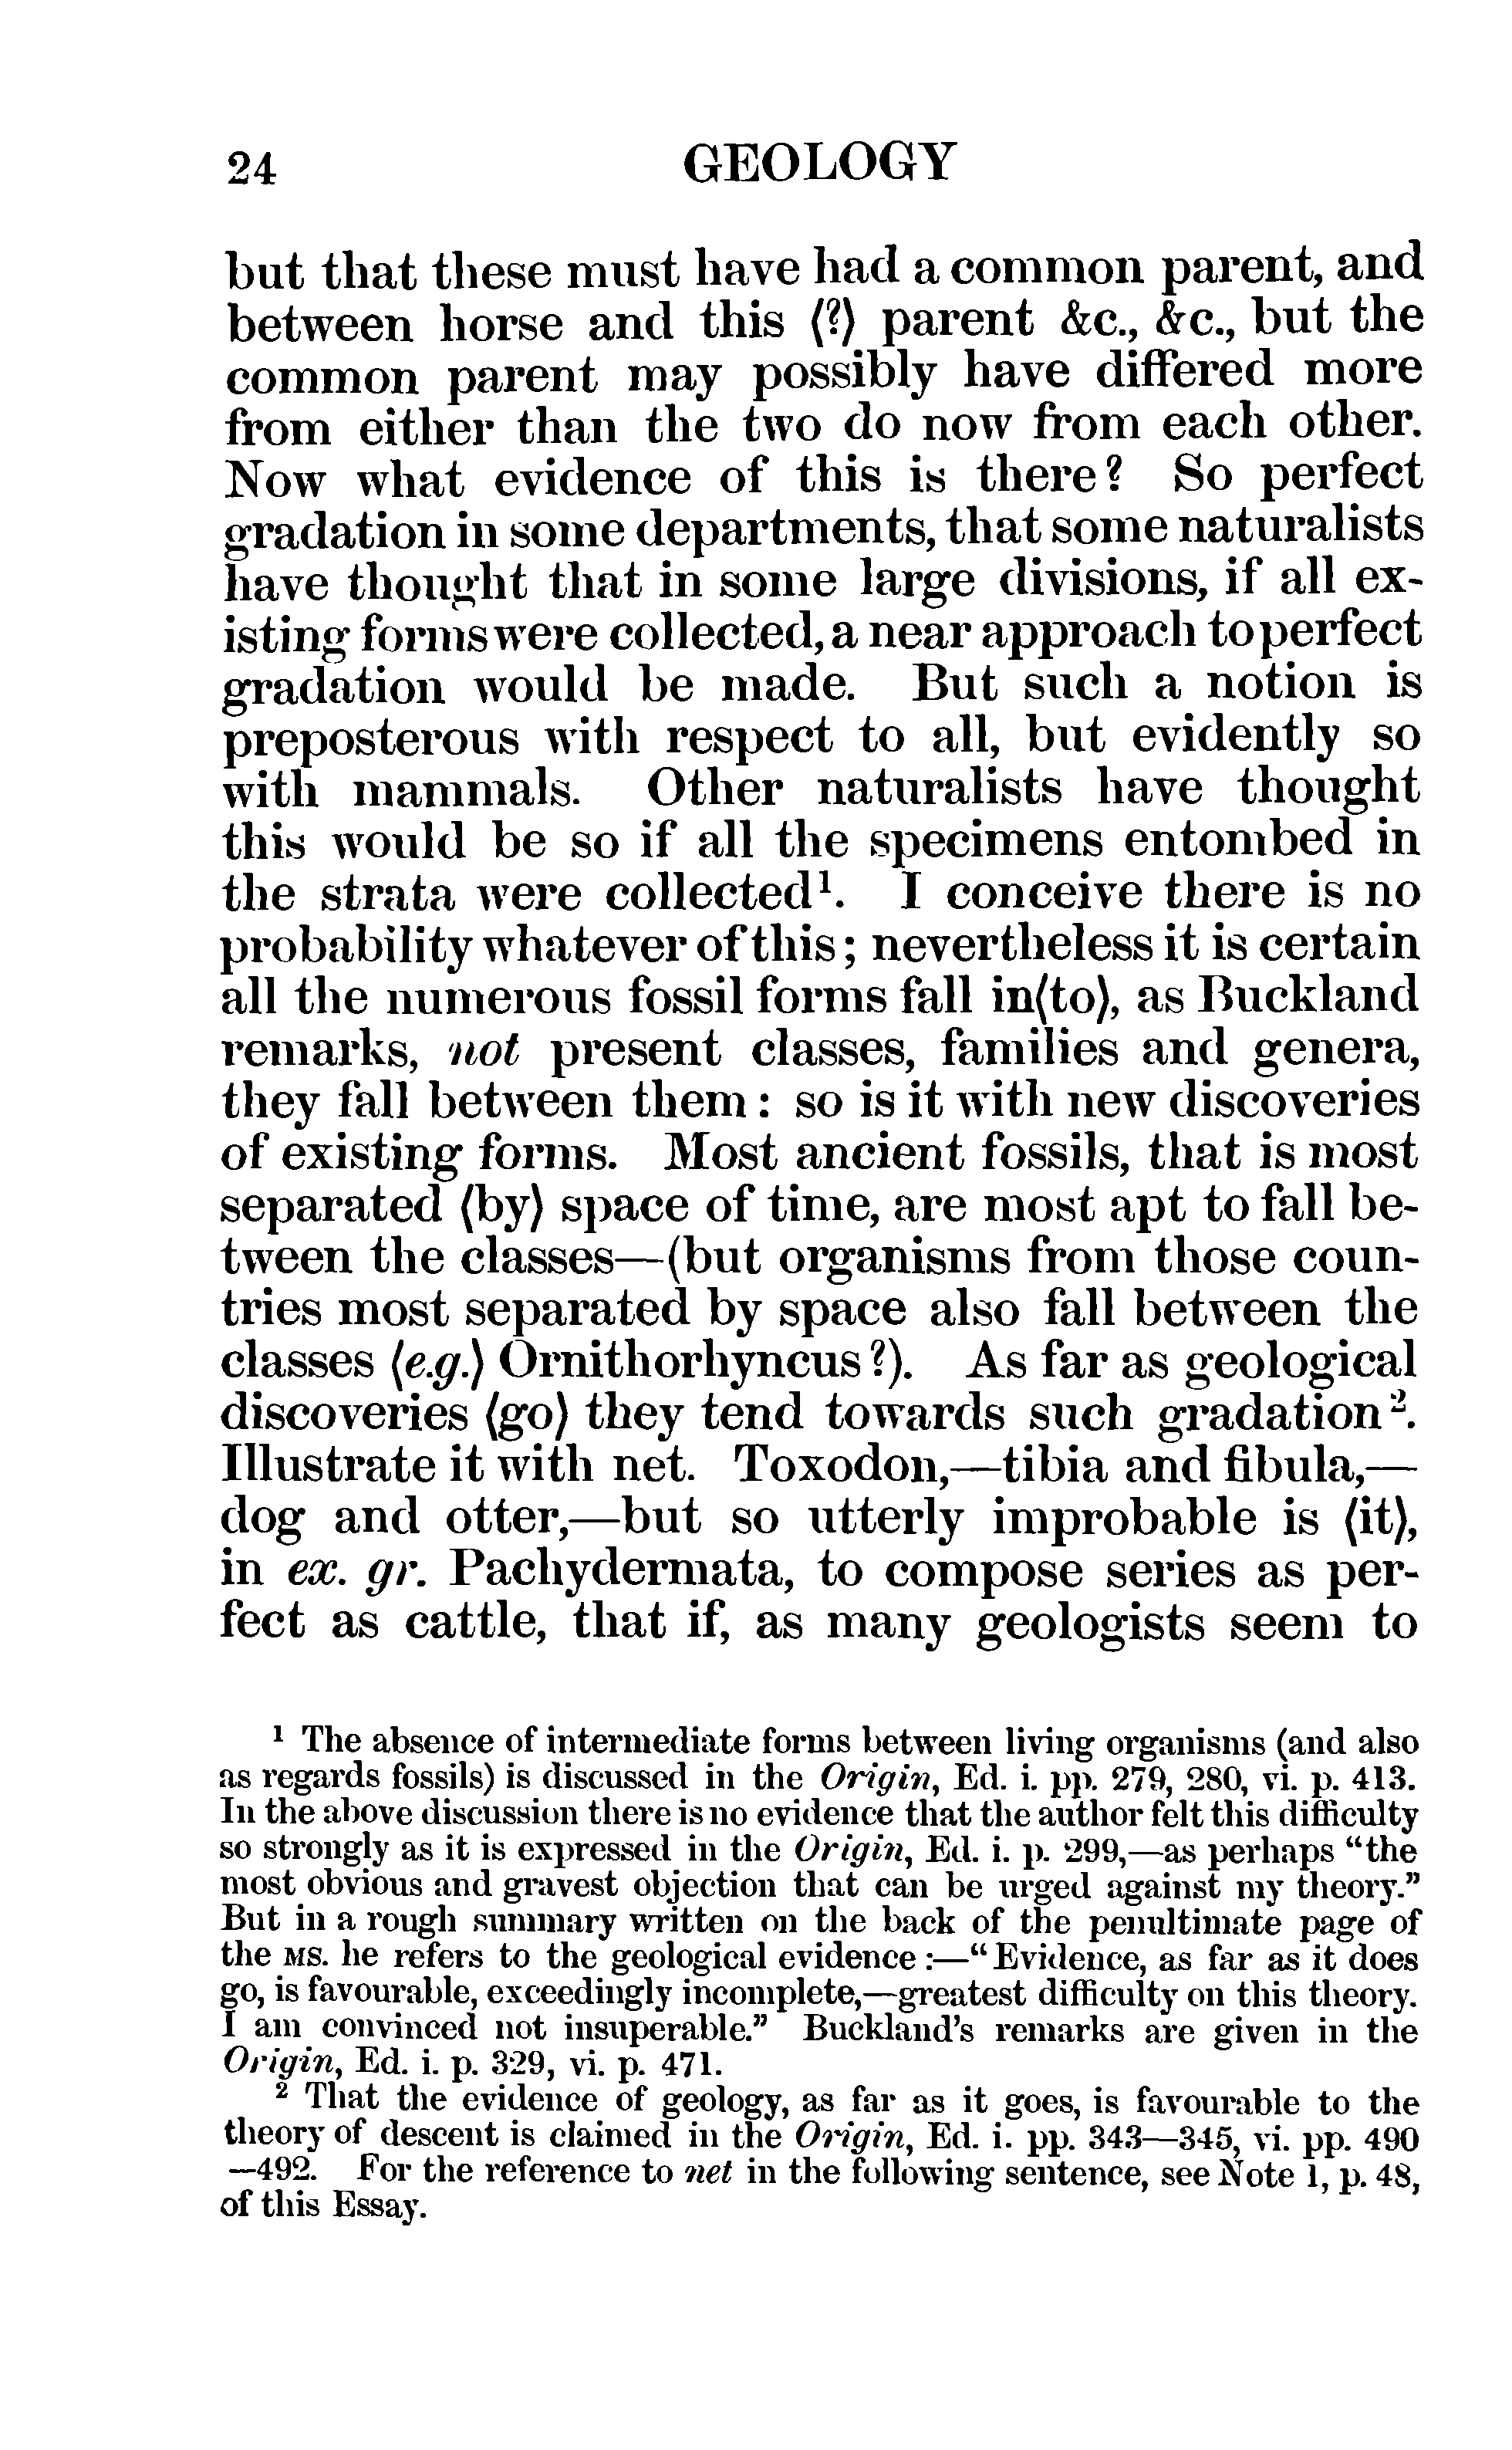 24 GEOLOGY
but that these must have had a common parent, and
between horse and this ⟨?⟩ parent &c., &c., but the
common parent may possibly have differed more
from either than the two do now from each other.
Now what evidence of this is there? So perfect
gradation in some departments, that some naturalists
have thought that in some large divisions, if all ex-
isting forms were collected, a near approach to perfect
gradation would be made. But such a notion is
preposterous with respect to all, but evidently so
with mammals. Other naturalists have thought
this would be so if all the specimens entombed in
the strata were collected¹. I conceive there is no
probability whatever of this; nevertheless it is certain
all the numerous fossil forms fall in⟨to⟩, as Buckland
remarks, not present classes, families and genera,
they fall between them: so is it with new discoveries
of existing forms. Most ancient fossils, that is most
separated ⟨by⟩ space of time, are most apt to fall be-
tween the classes—(but organisms from those coun-
tries most separated by space also fall between the
classes ⟨e.g.⟩ Ornithorhyncus?). As far as geological
discoveries ⟨go⟩ they tend towards such gradation².
Illustrate it with net. Toxodon,—tibia and fibula,—
dog and otter,—but so utterly improbable is ⟨it⟩,
in ex. gr. Pachydermata, to compose series as per-
fect as cattle, that if, as many geologists seem to
¹ The absence of intermediate forms between living organisms (and also
as regards fossils) is discussed in the Origin, Ed. i. pp. 279, 280, vi. p. 413.
In the above discussion there is no evidence that the author felt this difficulty
so strongly as it is expressed in the Origin, Ed. i. p. 299,—as perhaps "the
most obvious and gravest objection that can be urged against my theory."
But in a rough summary written on the back of the penultimate page of
the MS. he refers to the geological evidence:—"Evidence, as far as it does
go, is favourable, exceedingly incomplete,—greatest difficulty on this theory.
I am convinced not insuperable." Buckland's remarks are given in the
Origin, Ed. i. p. 329, vi. p. 471.
² That the evidence of geology, as far as it goes, is favourable to the
theory of descent is claimed in the Origin, Ed. i. pp. 343—345, vi. pp. 490
—492. For the reference to net in the following sentence, see Note 1, p. 48,
of this Essay.